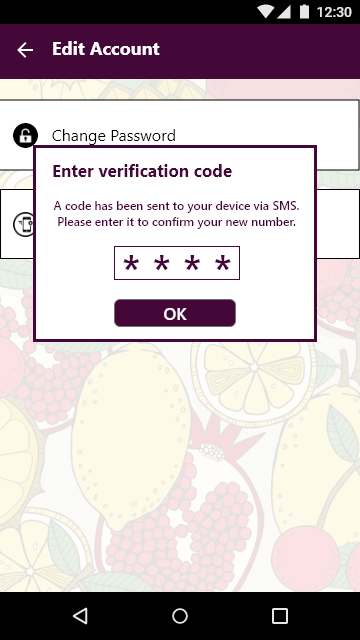 12:30
Edit Account
Change Password
Enter verification code
A code has been sent to your device via SMS.
Please enter it to confirm your new number.
* * * *
OK